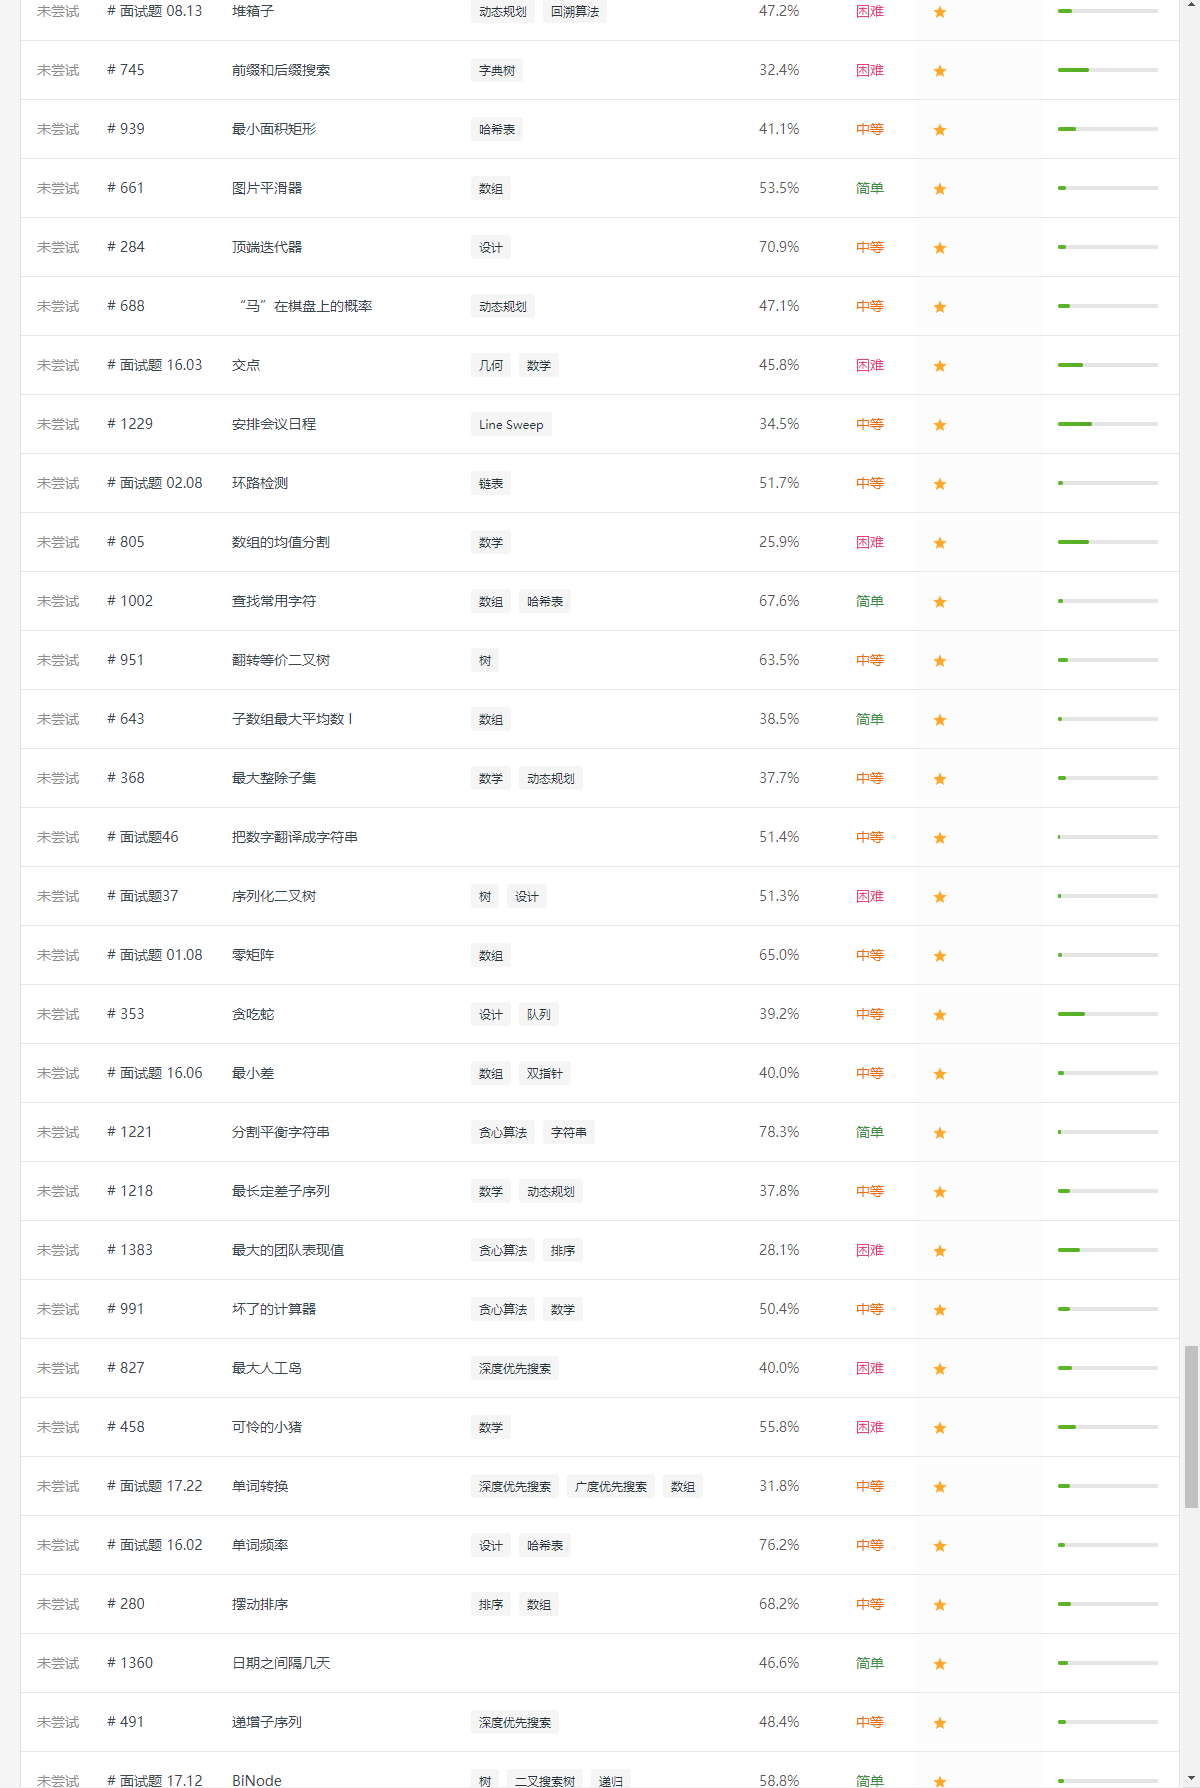 未尝试 # 面试题 08.13 堆箱子 动态规划 回溯算法 47.2% 困难
未尝试 # 745 前缀和后缀搜索 字典树 32.4% 困难
未尝试 # 939 最小面积矩形 哈希表 41.1% 中等
未尝试 # 661 图片平滑器 数组 53.5% 简单
未尝试 # 284 顶端迭代器 设计 70.9% 中等
未尝试 # 688 “马”在棋盘上的概率 动态规划 47.1% 中等
未尝试 # 面试题 16.03 交点 几何 数学 45.8% 困难
未尝试 # 1229 安排会议日程 Line Sweep 34.5% 中等
未尝试 # 面试题 02.08 环路检测 链表 51.7% 中等
未尝试 # 805 数组的均值分割 数学 25.9% 困难
未尝试 # 1002 查找常用字符 数组 哈希表 67.6% 简单
未尝试 # 951 翻转等价二叉树 树 63.5% 中等
未尝试 # 643 子数组最大平均数 I 数组 38.5% 简单
未尝试 # 368 最大整除子集 数学 动态规划 37.7% 中等
未尝试 # 面试题46 把数字翻译成字符串 51.4% 中等
未尝试 # 面试题37 序列化二叉树 树 设计 51.3% 困难
未尝试 # 面试题 01.08 零矩阵 数组 65.0% 中等
未尝试 # 353 贪吃蛇 设计 队列 39.2% 中等
未尝试 # 面试题 16.06 最小差 数组 双指针 40.0% 中等
未尝试 # 1221 分割平衡字符串 贪心算法 字符串 78.3% 简单
未尝试 # 1218 最长定差子序列 数学 动态规划 37.8% 中等
未尝试 # 1383 最大的团队表现值 贪心算法 排序 28.1% 困难
未尝试 # 991 坏了的计算器 贪心算法 数学 50.4% 中等
未尝试 # 827 最大人工岛 深度优先搜索 40.0% 困难
未尝试 # 458 可怜的小猪 数学 55.8% 困难
未尝试 # 面试题 17.22 单词转换 深度优先搜索 广度优先搜索 数组 31.8% 中等
未尝试 # 面试题 16.02 单词频率 设计 哈希表 76.2% 中等
未尝试 # 280 摆动排序 排序 数组 68.2% 中等
未尝试 # 1360 日期之间隔几天 46.6% 简单
未尝试 # 491 递增子序列 深度优先搜索 48.4% 中等
未尝试 # 面试题 17.12 BiNode 树 二叉搜索树 递归 58.8% 简单